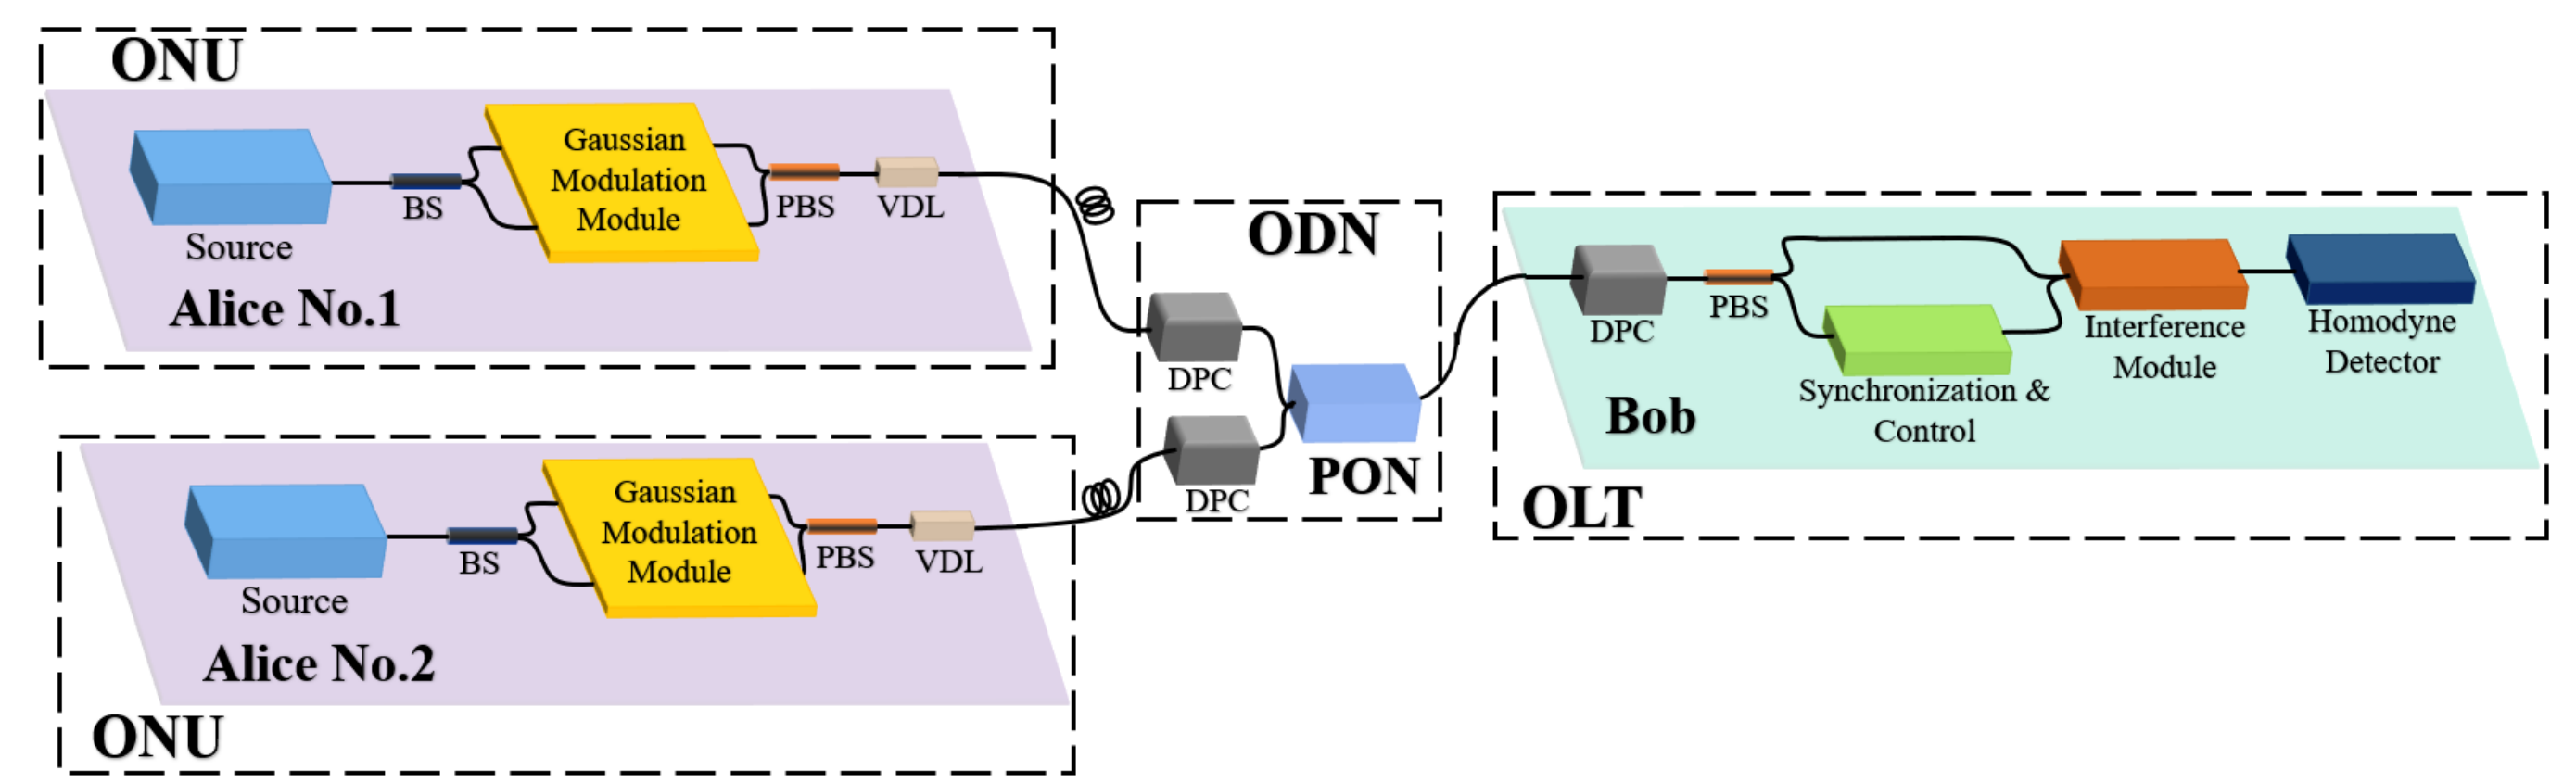 ONU
Gaussian
Modulation
Module
BS
PBS
VDL
Source
Alice No.1
ODN
DPC
DPC
PON
Gaussian
Modulation
Module
BS
PBS
VDL
Source
Alice No.2
ONU
DPC
PBS
Synchronization &
Control
Interference
Module
Homodyne
Detector
Bob
OLT